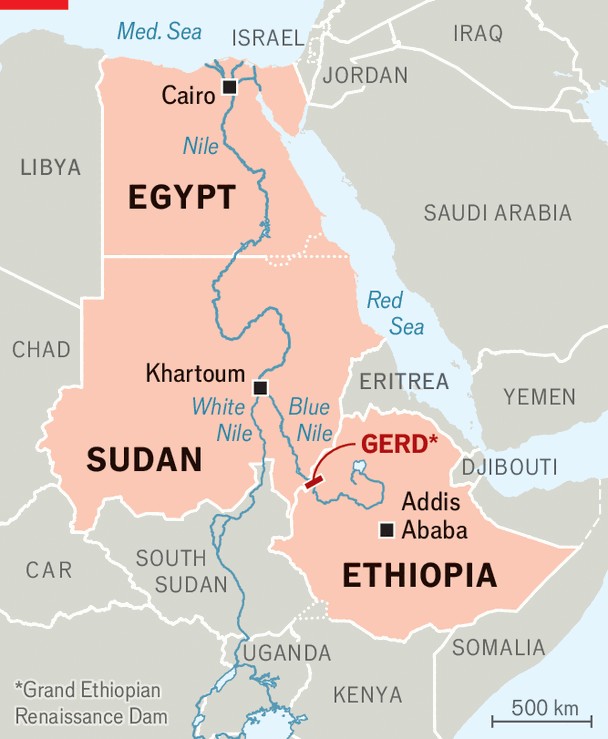 Med. Sea
ISRAEL
IRAQ
JORDAN
Cairo
Nile
LIBYA
EGYPT
SAUDI ARABIA
Red
Sea
CHAD
Khartoum
ERITREA
YEMEN
White
Nile
Blue
Nile
GERD*
SUDAN
DJIBOUTI
Addis
Ababa
CAR
SOUTH
SUDAN
ETHIOPIA
UGANDA
SOMALIA
KENYA
*Grand Ethiopian
Renaissance Dam
500 km